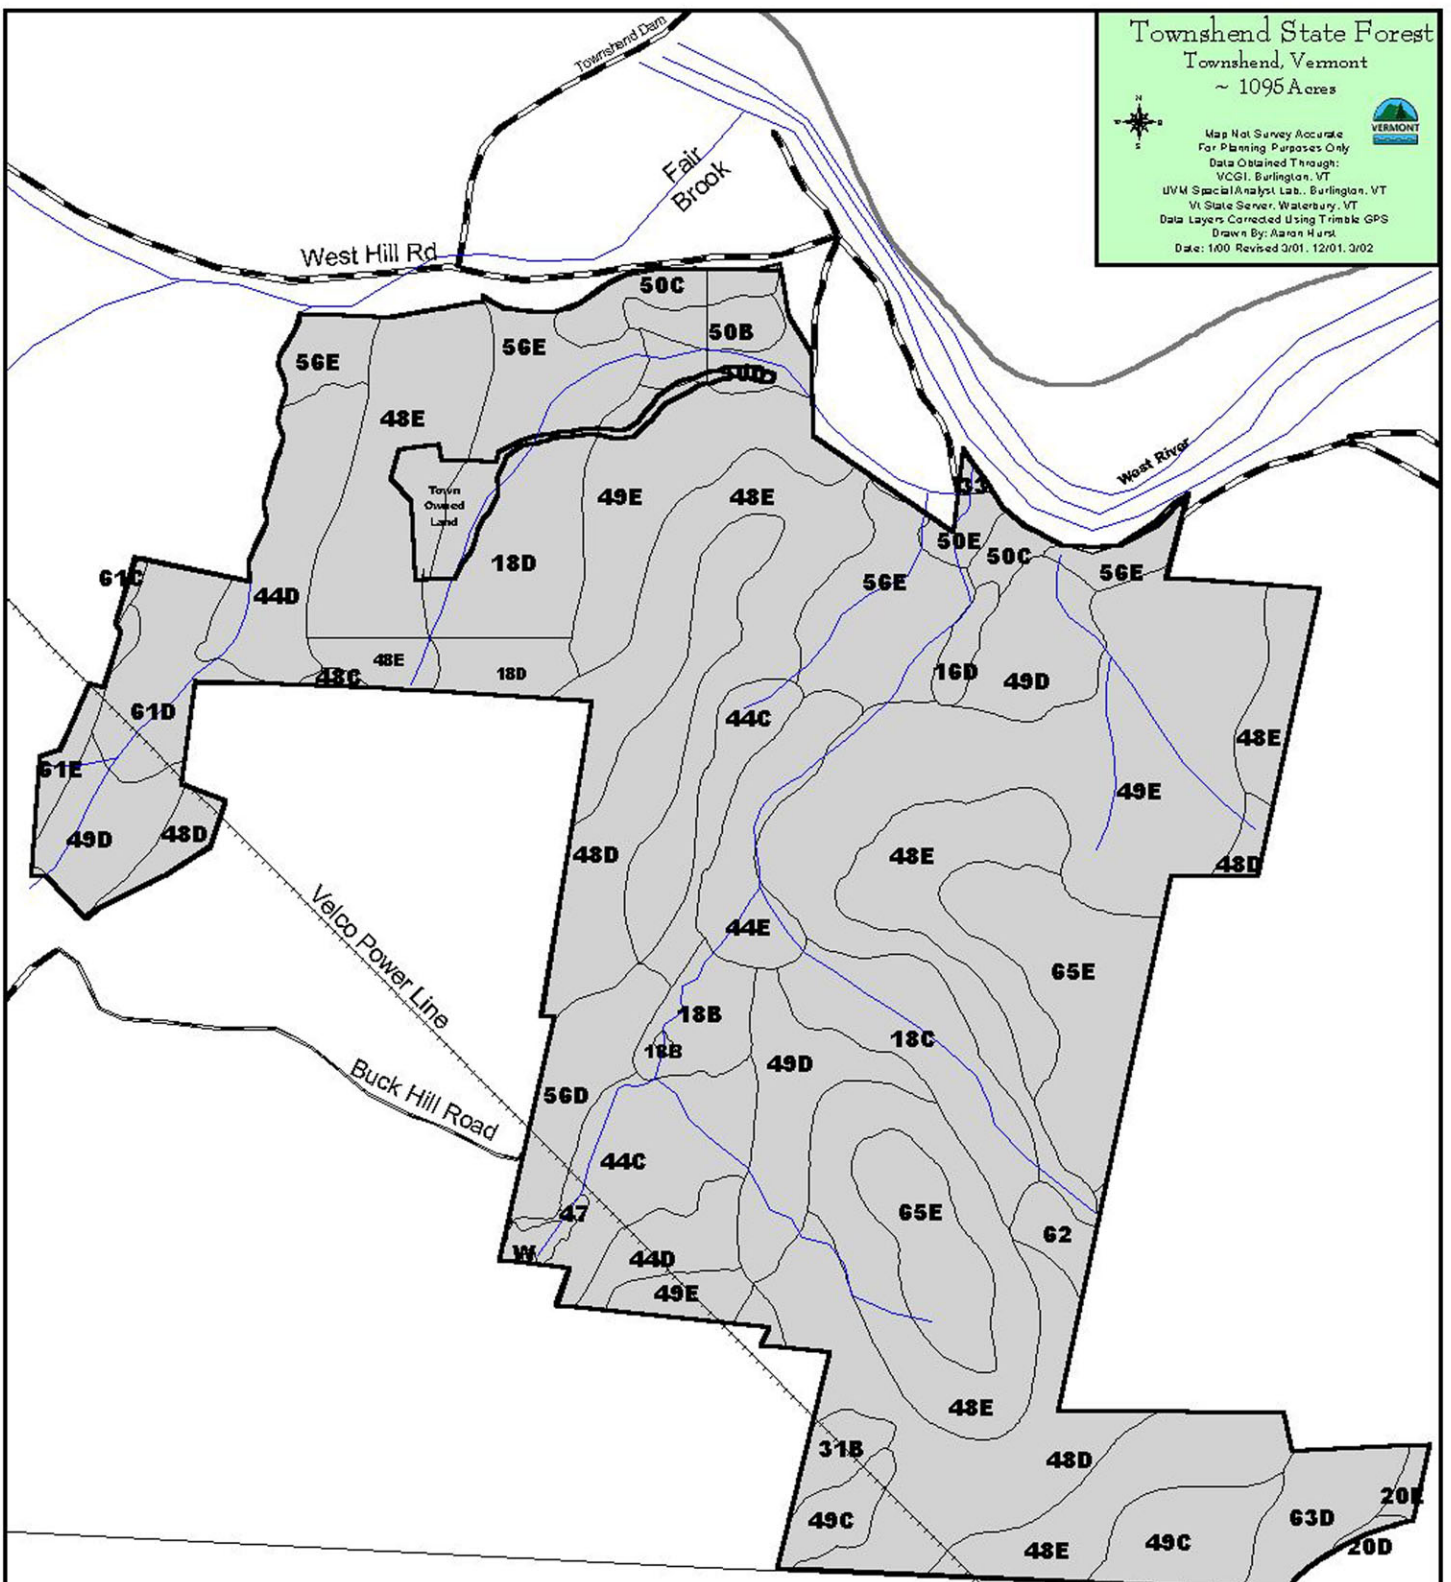 Townshend State Forest
Townshend, Vermont
~ 1095 Acres
N
S
VERMONT
Map Not Survey Accurate
For Planning Purposes Only
Data Obtained Through:
VCGI, Burlington, VT
UVM Spacial Analyst Lab., Burlington, VT
Vt State Server, Waterbury, VT
Data Layers Corrected Using Trimble GPS
Drawn By: Aaron Hurst
Date: 1/00 Revised 3/01, 12/01, 3/02
Townshend Dam
Fair
Brook
West Hill Rd
50C
50B
56E
56E
50D
48E
West River
Town
Owned
Land
49E
48E
33
50E
50C
18D
56E
56E
61C
44D
48E
18D
48C
16D
49D
61D
44C
48E
61E
49E
49D
48D
48D
48E
48D
Velco Power Line
44E
65E
18B
18C
18B
49D
Buck Hill Road
56D
44C
47
65E
62
W
44D
49E
48E
31B
48D
20E
49C
63D
49C
48E
20D